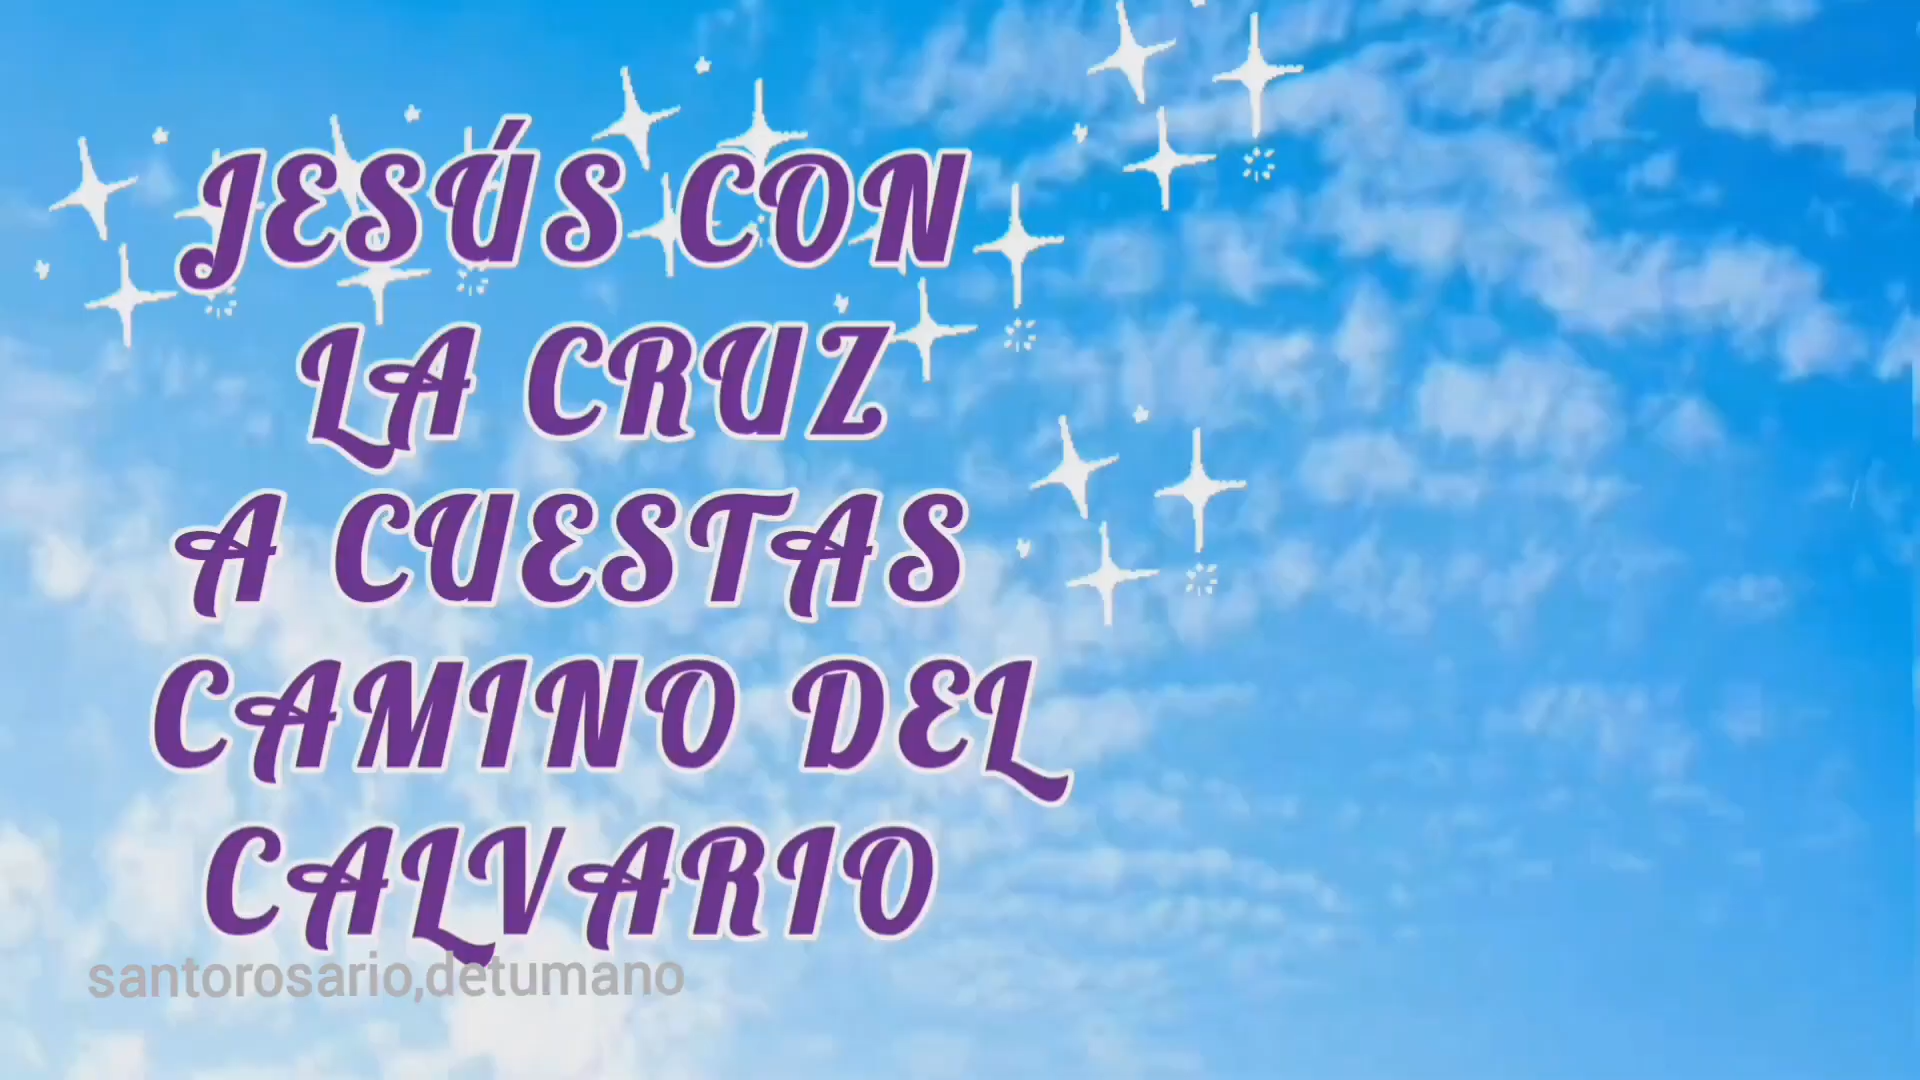 JESÚS CON
LA CRUZ
A CUESTAS
CAMINO DEL
CALVARIO
santorosario,detumano